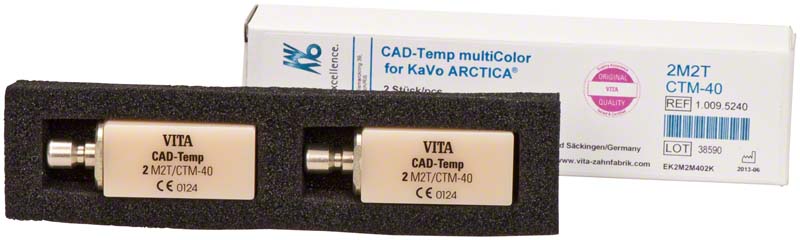 KaVo
excellence.
CAD-Temp multiColor
for KaVo ARCTICA®
2 Stück/pcs
ORIGINAL
VITA
QUALITY
2M2T
CTM-40
REF 1.009.5240
LOT 38590
2013-06
d Säckingen/Germany
www.vita-zahnfabrik.com
EK2M2M402K
VITA
CAD-Temp
2 M2T/CTM-40
CE 0124
VITA
CAD-Temp
2 M2T/CTM-40
CE 0124